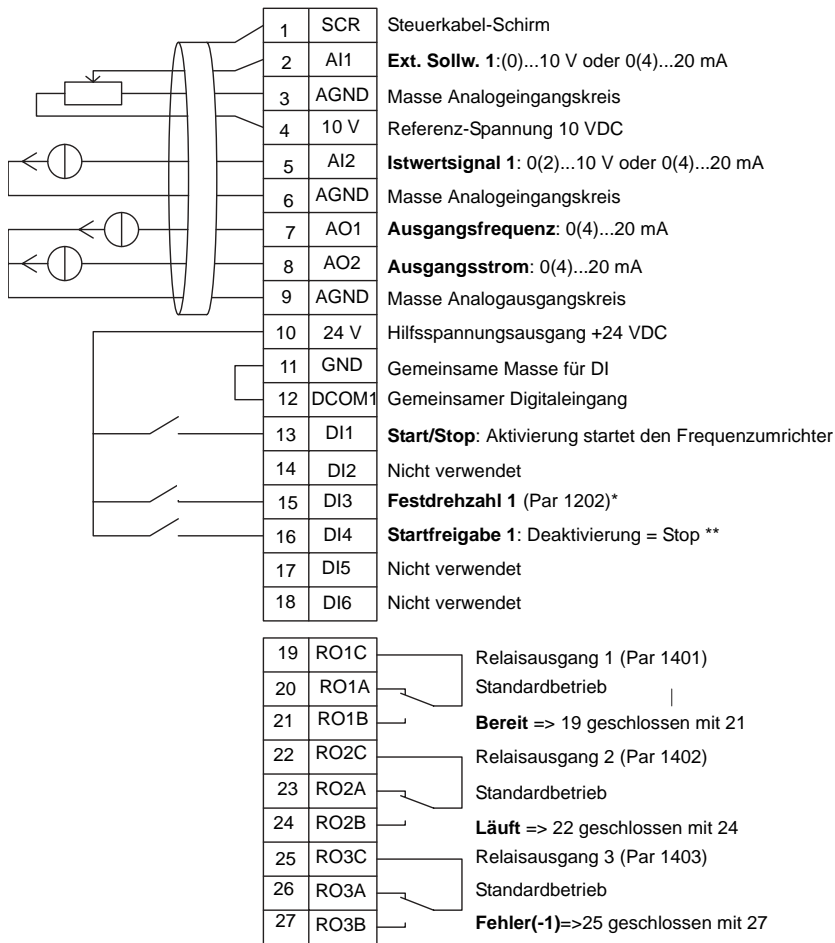 1 SCR Steuerkabel-Schirm
2 AI1 Ext. Sollw. 1:(0)...10 V oder 0(4)...20 mA
3 AGND Masse Analogeingangskreis
4 10 V Referenz-Spannung 10 VDC
5 AI2 Istwertsignal 1: 0(2)...10 V oder 0(4)...20 mA
6 AGND Masse Analogeingangskreis
7 AO1 Ausgangsfrequenz: 0(4)...20 mA
8 AO2 Ausgangsstrom: 0(4)...20 mA
9 AGND Masse Analogausgangskreis
10 24 V Hilfsspannungsausgang +24 VDC
11 GND Gemeinsame Masse für DI
12 DCOM1 Gemeinsamer Digitaleingang
13 DI1 Start/Stop: Aktivierung startet den Frequenzumrichter
14 DI2 Nicht verwendet
15 DI3 Festdrehzahl 1 (Par 1202)*
16 DI4 Startfreigabe 1: Deaktivierung = Stop **
17 DI5 Nicht verwendet
18 DI6 Nicht verwendet
19 RO1C Relaisausgang 1 (Par 1401)
20 RO1A Standardbetrieb
21 RO1B Bereit => 19 geschlossen mit 21
22 RO2C Relaisausgang 2 (Par 1402)
23 RO2A Standardbetrieb
24 RO2B Läuft => 22 geschlossen mit 24
25 RO3C Relaisausgang 3 (Par 1403)
26 RO3A Standardbetrieb
27 RO3B Fehler(-1)=>25 geschlossen mit 27